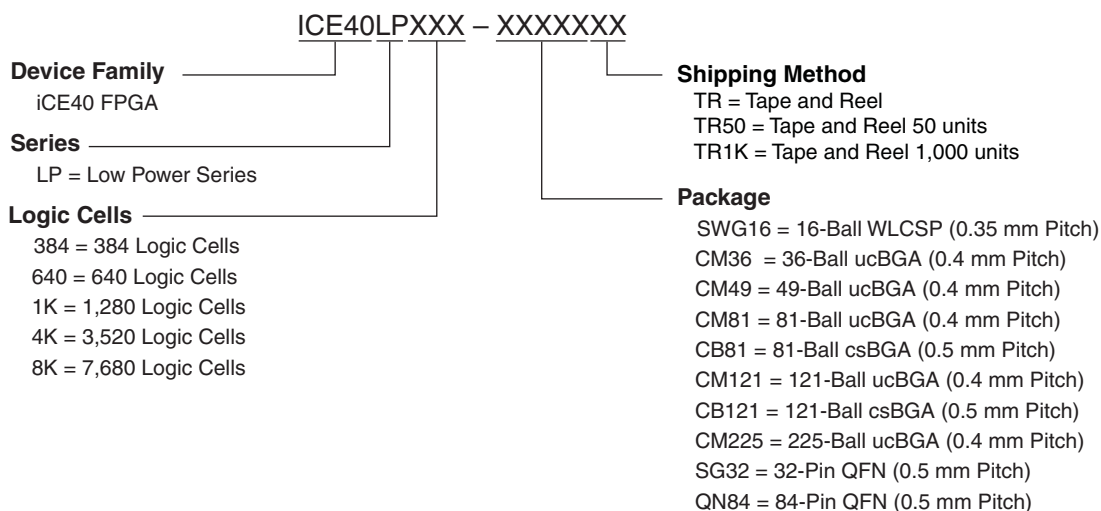 ICE40LPXXX – XXXXXXX
Device Family
iCE40 FPGA
Series
LP = Low Power Series
Logic Cells
384 = 384 Logic Cells
640 = 640 Logic Cells
1K = 1,280 Logic Cells
4K = 3,520 Logic Cells
8K = 7,680 Logic Cells
Shipping Method
TR = Tape and Reel
TR50 = Tape and Reel 50 units
TR1K = Tape and Reel 1,000 units
Package
SWG16 = 16-Ball WLCSP (0.35 mm Pitch)
CM36 = 36-Ball ucBGA (0.4 mm Pitch)
CM49 = 49-Ball ucBGA (0.4 mm Pitch)
CM81 = 81-Ball ucBGA (0.4 mm Pitch)
CB81 = 81-Ball csBGA (0.5 mm Pitch)
CM121 = 121-Ball ucBGA (0.4 mm Pitch)
CB121 = 121-Ball csBGA (0.5 mm Pitch)
CM225 = 225-Ball ucBGA (0.4 mm Pitch)
SG32 = 32-Pin QFN (0.5 mm Pitch)
QN84 = 84-Pin QFN (0.5 mm Pitch)